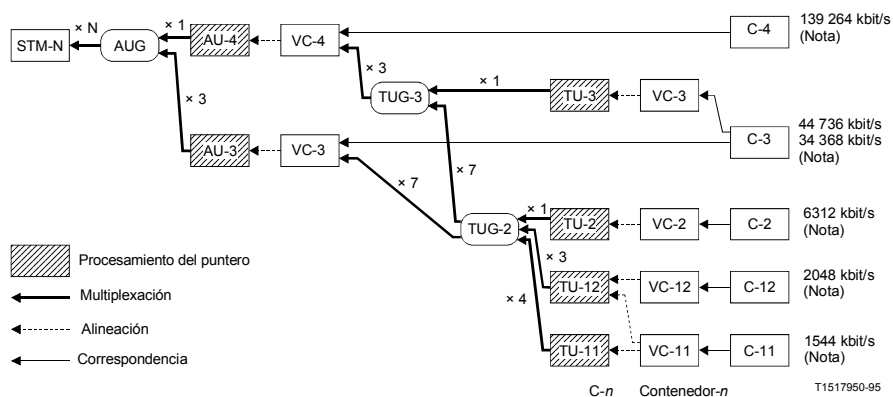 × N
× 1
× 3
STM-N
AUG
AU-4
VC-4
C-4
139 264 kbit/s
(Nota)
× 3
× 1
TUG-3
TU-3
VC-3
AU-3
VC-3
C-3
44 736 kbit/s
34 368 kbit/s
(Nota)
× 7
× 7
× 1
TUG-2
TU-2
VC-2
C-2
6312 kbit/s
(Nota)
× 3
TU-12
VC-12
C-12
2048 kbit/s
(Nota)
× 4
TU-11
VC-11
C-11
1544 kbit/s
(Nota)
Procesamiento del puntero
Multiplexación
Alineación
Correspondencia
C-n Contenedor-n
T1517950-95